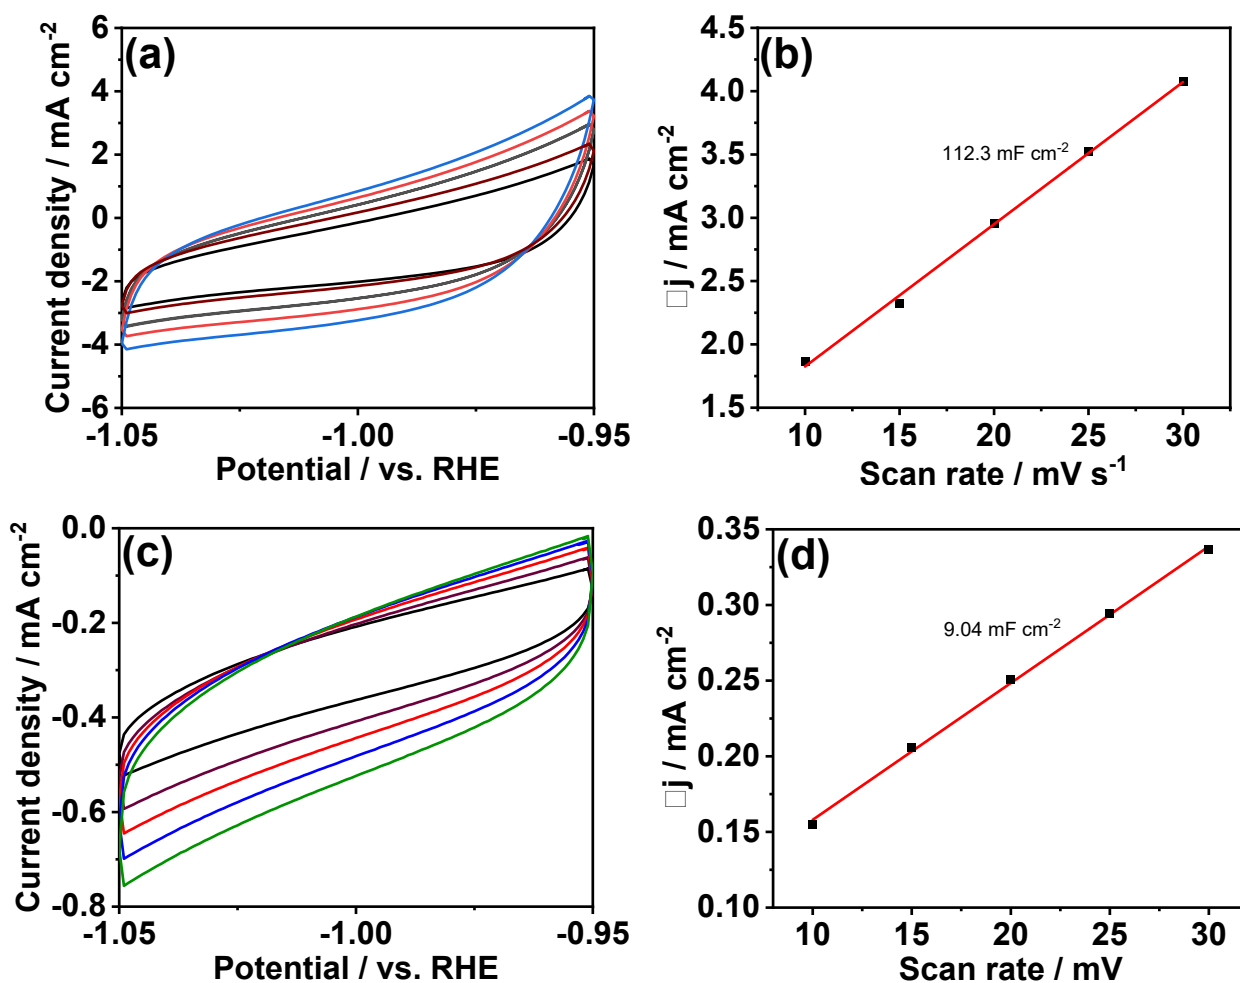 (a)
6
4
2
0
-2
-4
-6
Current density / mA cm⁻²
-1.05
-1.00
-0.95
Potential / vs. RHE
(b)
4.5
4.0
3.5
3.0
2.5
2.0
1.5
□j / mA cm⁻²
112.3 mF cm⁻²
10
15
20
25
30
Scan rate / mV s⁻¹
(c)
0.0
-0.2
-0.4
-0.6
-0.8
Current density / mA cm⁻²
-1.05
-1.00
-0.95
Potential / vs. RHE
(d)
0.35
0.30
0.25
0.20
0.15
0.10
□j / mA cm⁻²
9.04 mF cm⁻²
10
15
20
25
30
Scan rate / mV